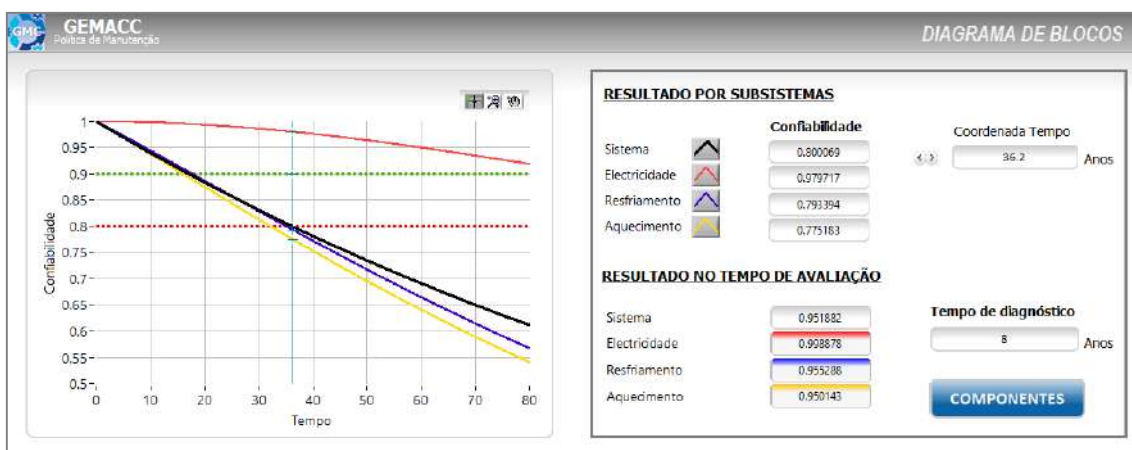 GMC
GEMACC
Política de Manutenção
DIAGRAMA DE BLOCOS
1
0.95
0.9
0.85
0.8
0.75
0.7
0.65
0.6
0.55
0.5
Confiabilidade
0 10 20 30 40 50 60 70 80
Tempo
RESULTADO POR SUBSISTEMAS
Confiabilidade
Coordenada Tempo
Sistema 0.800069 36.2 Anos
Electricidade 0.979717
Resfriamento 0.793394
Aquecimento 0.775183
RESULTADO NO TEMPO DE AVALIAÇÃO
Tempo de diagnóstico
Sistema 0.951882
Electricidade 0.998878 8 Anos
Resfriamento 0.955288
Aquecimento 0.950143
COMPONENTES